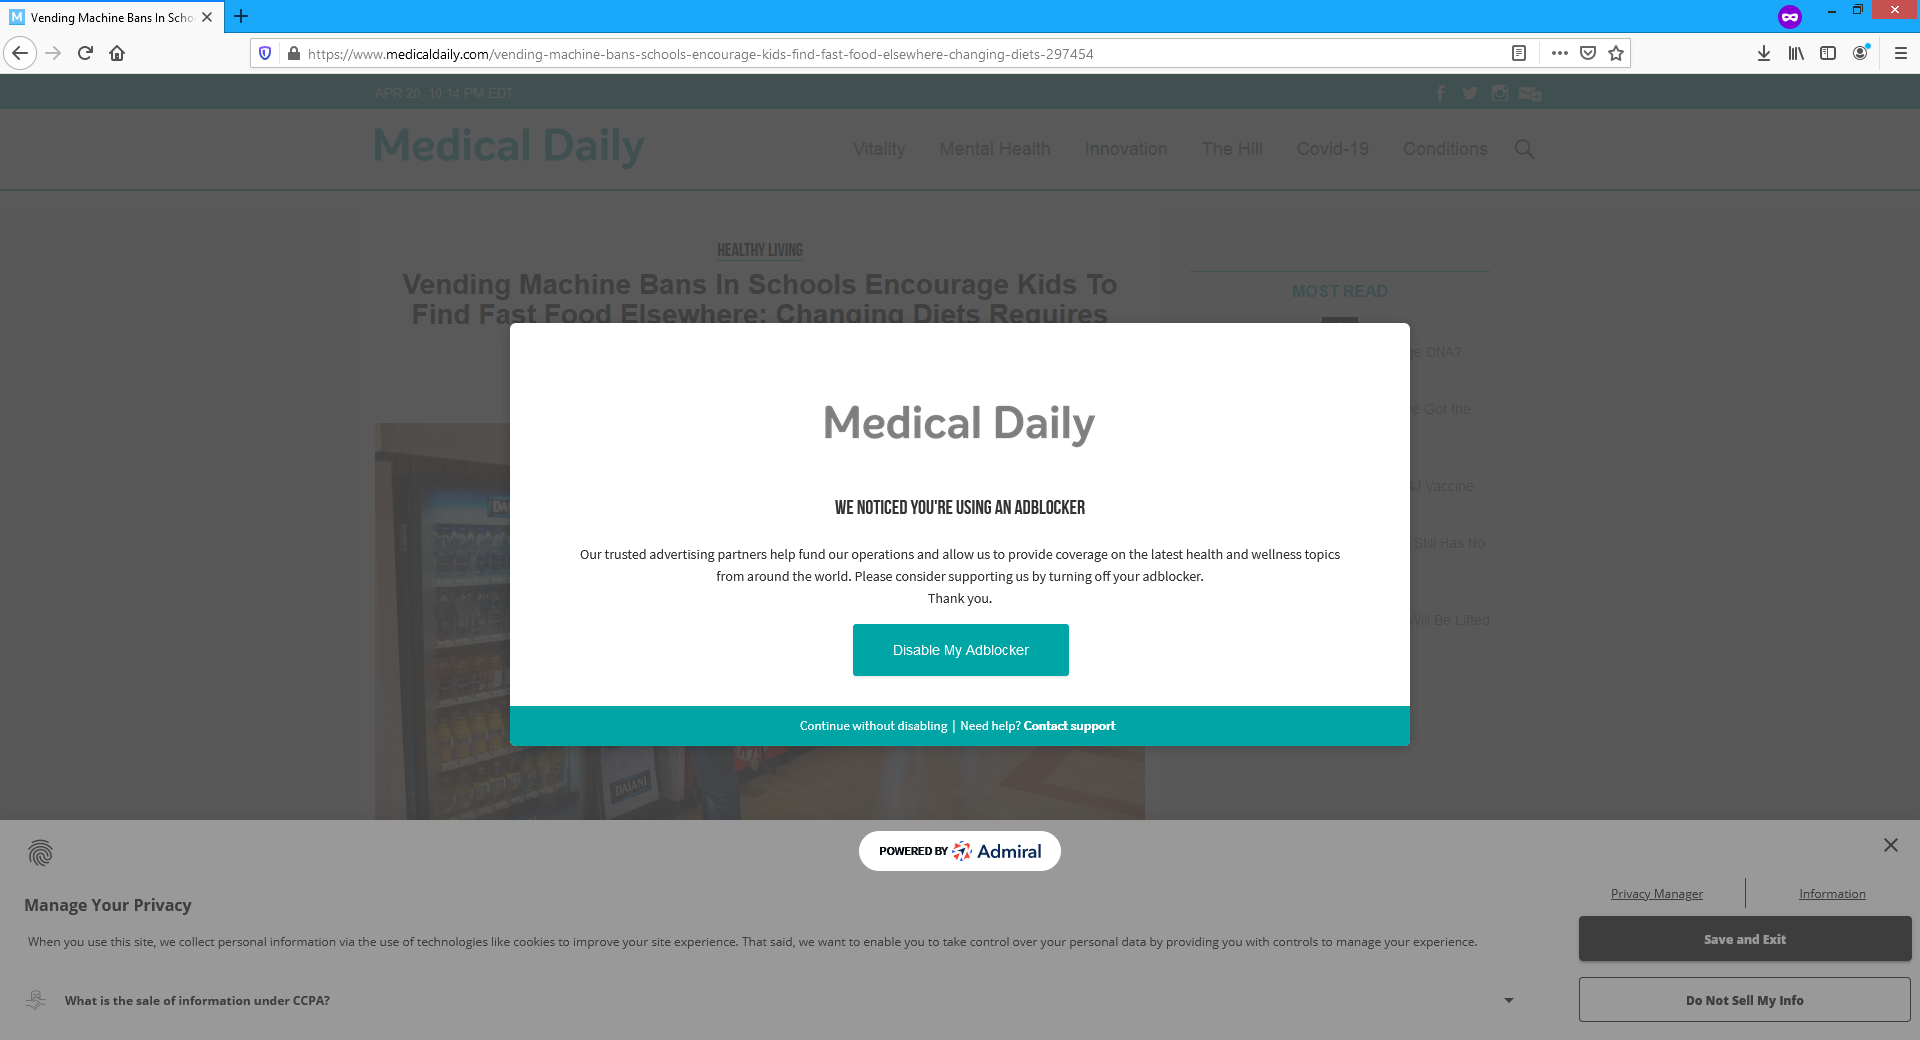 Vending Machine Bans In Scho
https://www.medicaldaily.com/vending-machine-bans-schools-encourage-kids-find-fast-food-elsewhere-changing-diets-297454
APR 20, 10:14 PM EDT
Medical Daily
Vitality Mental Health Innovation The Hill Covid-19 Conditions
HEALTHY LIVING
Vending Machine Bans In Schools Encourage Kids To
Find Fast Food Elsewhere: Changing Diets Requires
MOST READ
DNA?
Got the
Vaccine
Still Has No
Will Be Lifted
Medical Daily
WE NOTICED YOU'RE USING AN ADBLOCKER
Our trusted advertising partners help fund our operations and allow us to provide coverage on the latest health and wellness topics
from around the world. Please consider supporting us by turning off your adblocker.
Thank you.
Disable My Adblocker
Continue without disabling | Need help? Contact support
DASANI
POWERED BY Admiral
Manage Your Privacy
When you use this site, we collect personal information via the use of technologies like cookies to improve your site experience. That said, we want to enable you to take control over your personal data by providing you with controls to manage your experience.
What is the sale of information under CCPA?
Privacy Manager Information
Save and Exit
Do Not Sell My Info